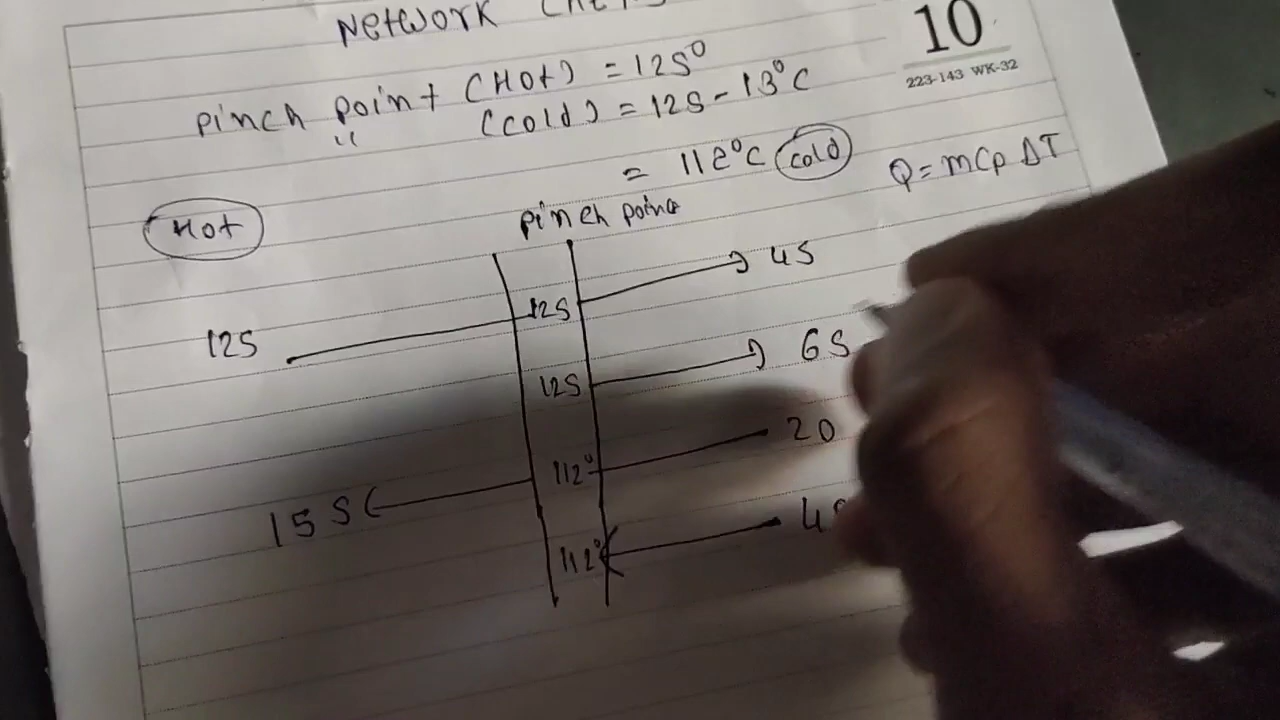 Network
10
223-143 WK-32
pinch point (Hot) = 125°
" (cold) = 125 - 13°C
= 112°C cold
Q = mCp ΔT
Hot
pinch point
125 125 45
125 65
112° 20
155
112°